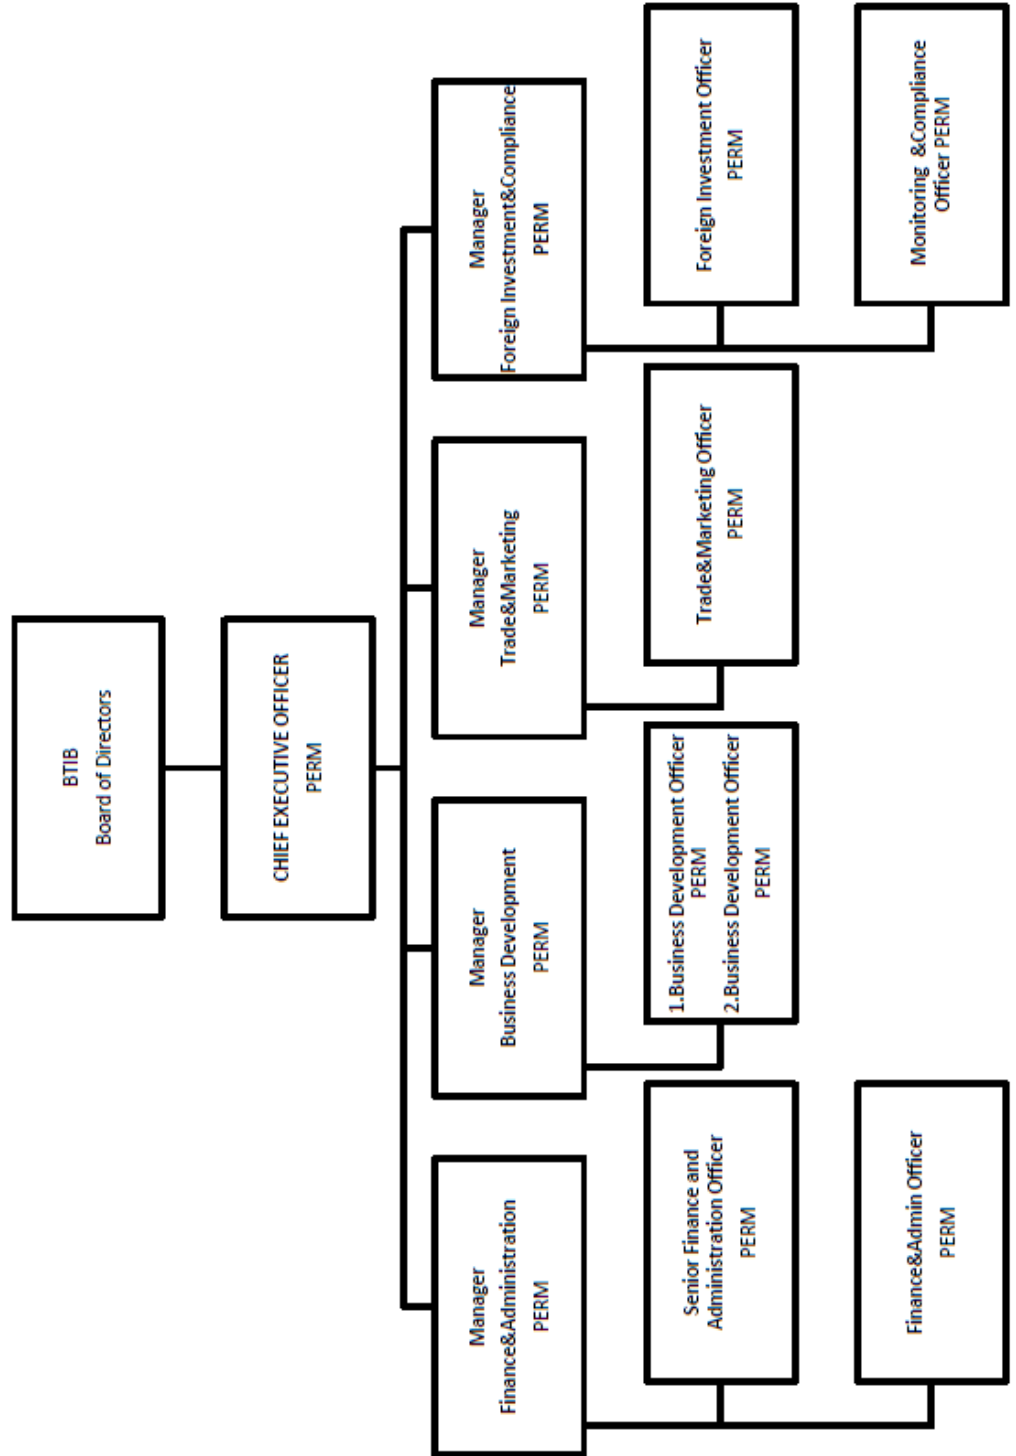 BTIB
Board of Directors
CHIEF EXECUTIVE OFFICER
PERM
Manager
Finance&Administration
PERM
Manager
Business Development
PERM
Manager
Trade&Marketing
PERM
Manager
Foreign Investment&Compliance
PERM
Senior Finance and
Administration Officer
PERM
1.Business Development Officer
PERM
2.Business Development Officer
PERM
Trade&Marketing Officer
PERM
Foreign Investment Officer
PERM
Finance&Admin Officer
PERM
Monitoring &Compliance
Officer PERM